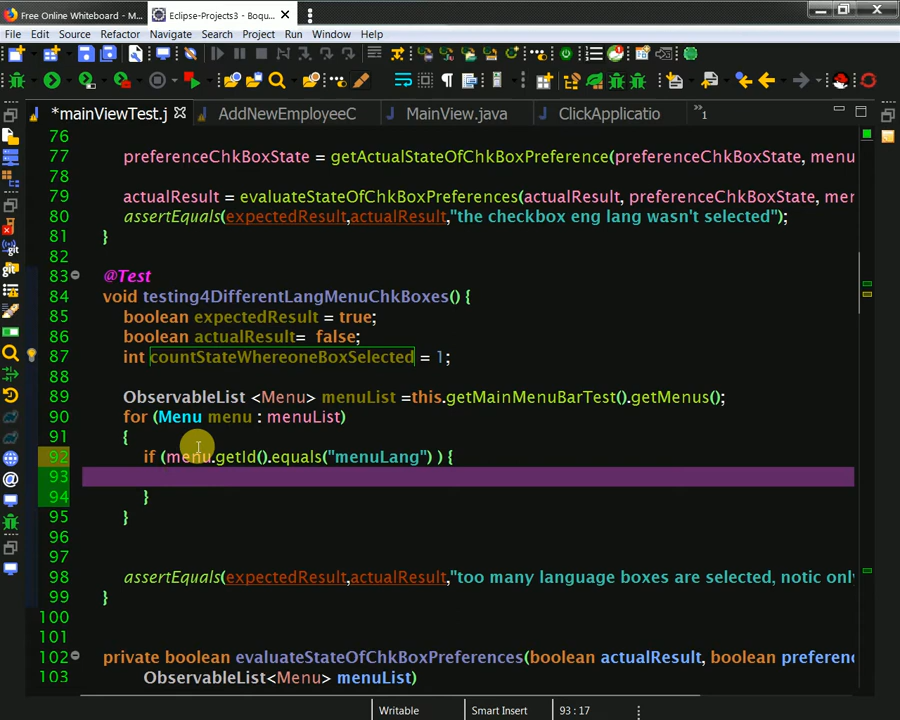 Free Online Whiteboard - M...
Eclipse-Projects3 – Boqu...
File Edit Source Refactor Navigate Search Project Run Window Help
*mainViewTest.j AddNewEmployeeC MainView.java ClickApplicatio »1
76
77 preferenceChkBoxState = getActualStateOfChkBoxPreference(preferenceChkBoxState, menu
78
79 actualResult = evaluateStateOfChkBoxPreferences(actualResult, preferenceChkBoxState, mer
80 assertEquals(expectedResult,actualResult,"the checkbox eng lang wasn't selected");
81 }
82
83 @Test
84 void testing4DifferentLangMenuChkBoxes() {
85 boolean expectedResult = true;
86 boolean actualResult= false;
87 int countStateWhereoneBoxSelected = 1;
88
89 ObservableList <Menu> menuList =this.getMainMenuBarTest().getMenus();
90 for (Menu menu : menuList)
91 {
92 if (menu.getId().equals("menuLang") ) {
93
94 }
95 }
96
97
98 assertEquals(expectedResult,actualResult,"too many language boxes are selected, notic onl
99 }
100
101
102 private boolean evaluateStateOfChkBoxPreferences(boolean actualResult, boolean preferenc
103 ObservableList<Menu> menuList)
Writable Smart Insert 93 : 17